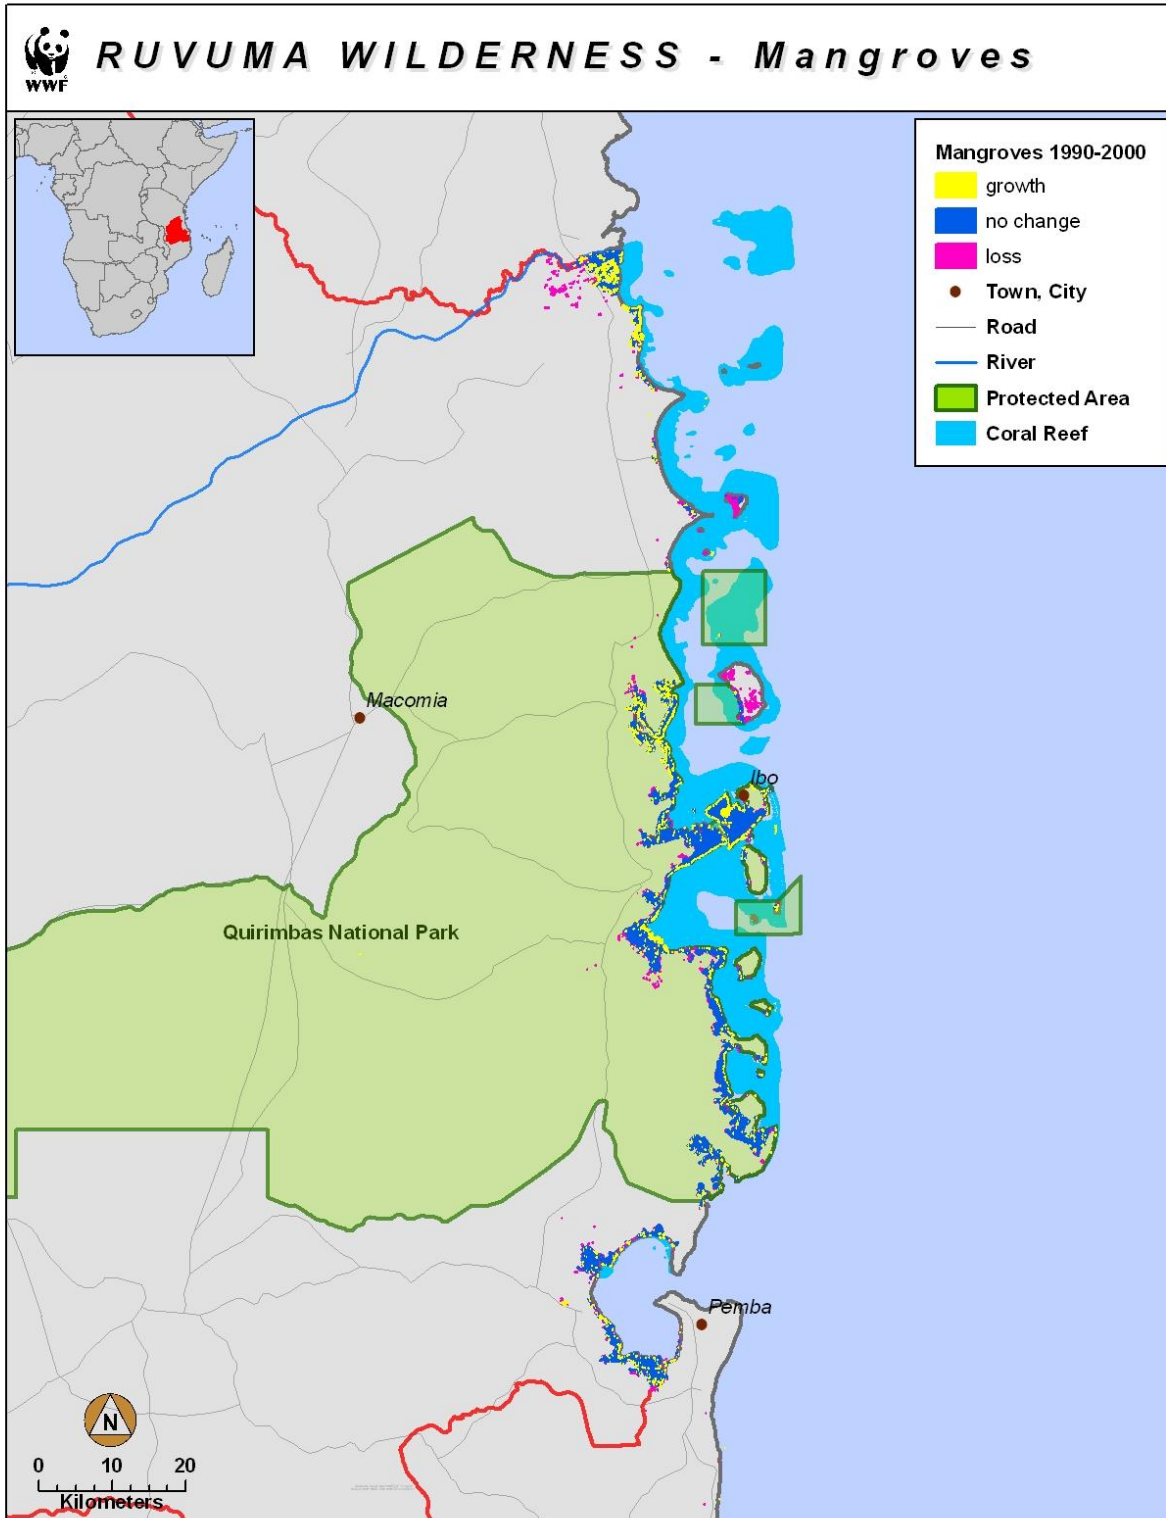 RUVUMA WILDERNESS - Mangroves
WWF
Mangroves 1990-2000
growth
no change
loss
Town, City
Road
River
Protected Area
Coral Reef
Macomia
Ibo
Quirimbas National Park
Pemba
N
0 10 20
Kilometers